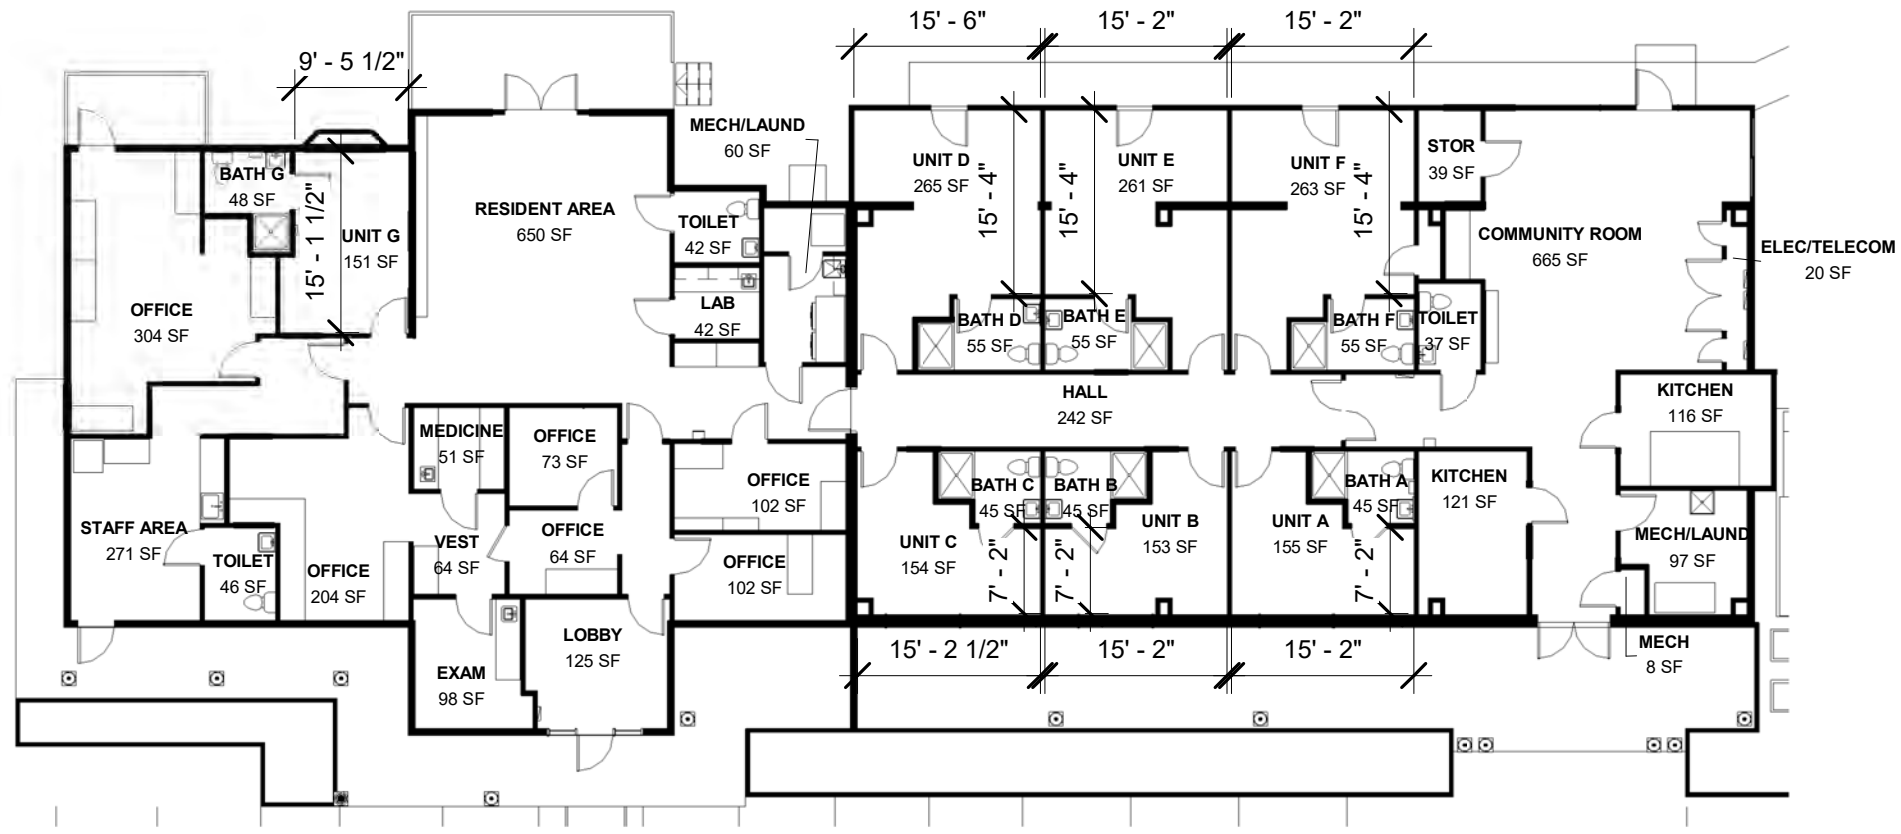 15' - 6"
15' - 2"
15' - 2"
9' - 5 1/2"
MECH/LAUND
60 SF
BATH G
48 SF
15' - 1 1/2"
UNIT G
151 SF
RESIDENT AREA
650 SF
TOILET
42 SF
LAB
42 SF
OFFICE
304 SF
UNIT D
265 SF
15' - 4"
UNIT E
261 SF
15' - 4"
UNIT F
263 SF
15' - 4"
STOR
39 SF
COMMUNITY ROOM
665 SF
ELEC/TELECOM
20 SF
BATH D
55 SF
BATH E
55 SF
BATH F
55 SF
TOILET
37 SF
HALL
242 SF
KITCHEN
116 SF
MEDICINE
51 SF
OFFICE
73 SF
OFFICE
102 SF
STAFF AREA
271 SF
TOILET
46 SF
OFFICE
204 SF
VEST
64 SF
OFFICE
64 SF
OFFICE
102 SF
BATH C
45 SF
BATH B
45 SF
BATH A
45 SF
KITCHEN
121 SF
UNIT C
154 SF
7' - 2"
7' - 2"
UNIT B
153 SF
UNIT A
155 SF
7' - 2"
MECH/LAUND
97 SF
EXAM
98 SF
LOBBY
125 SF
15' - 2 1/2"
15' - 2"
15' - 2"
MECH
8 SF